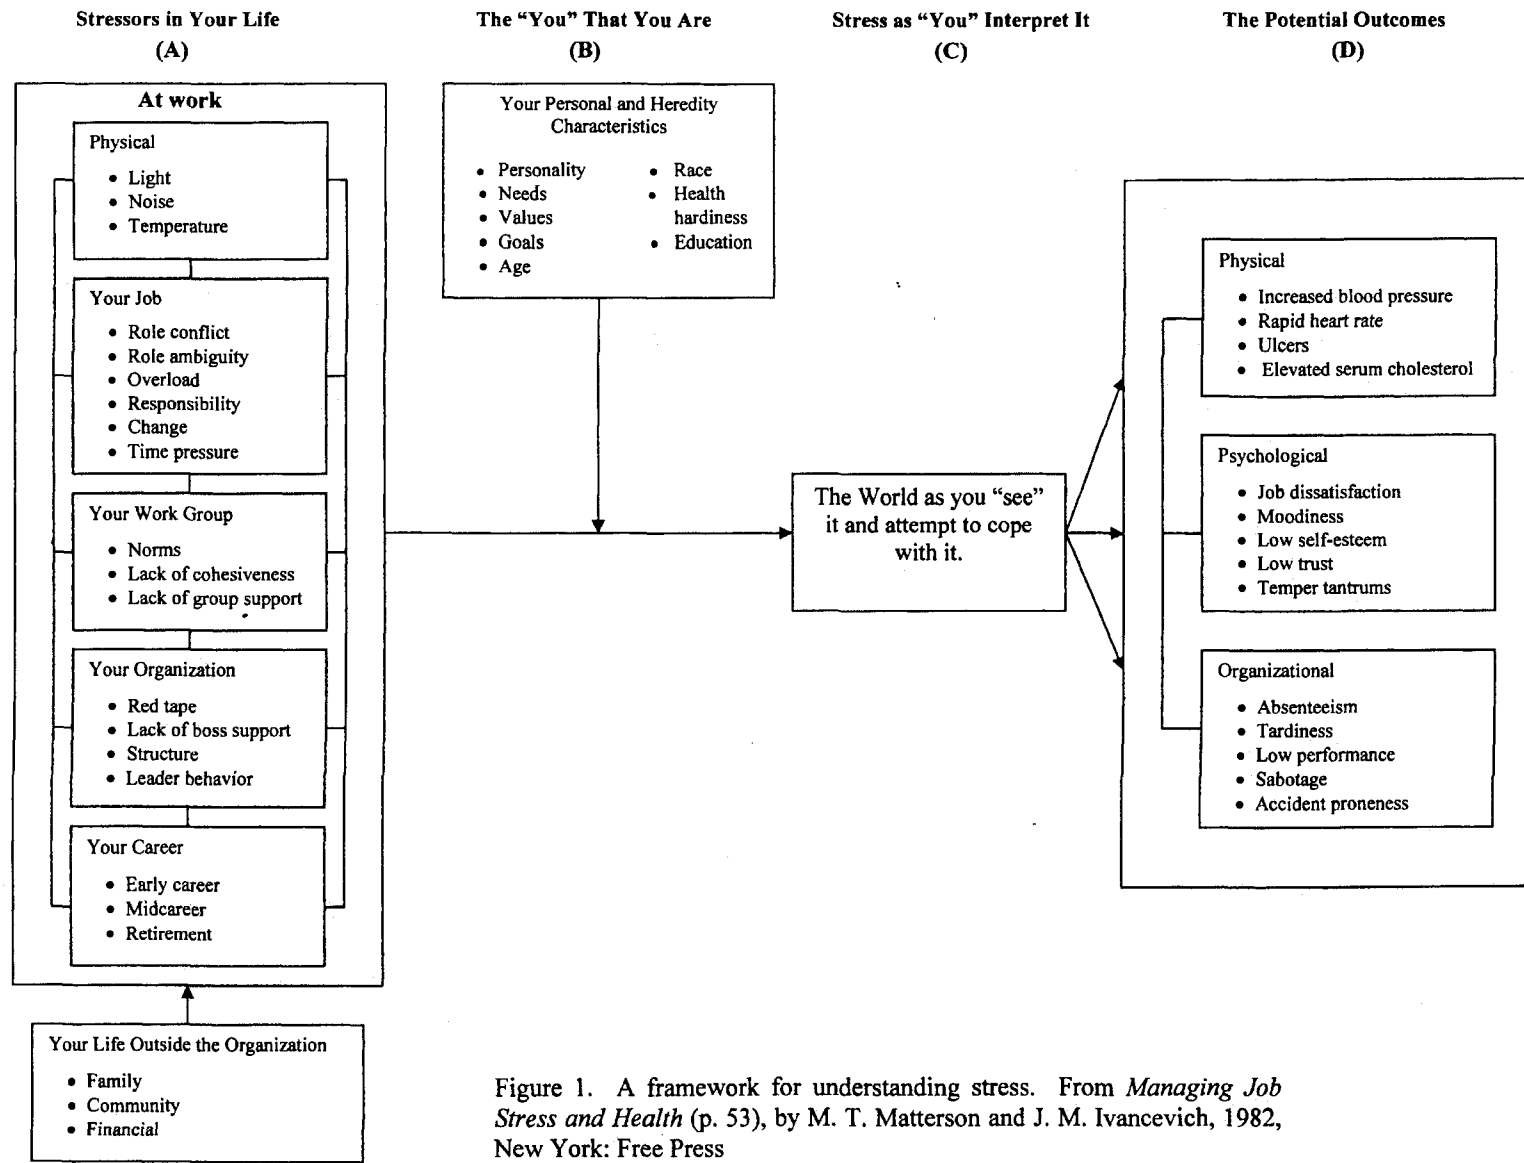 Stressors in Your Life
(A)
The “You” That You Are
(B)
Stress as “You” Interpret It
(C)
The Potential Outcomes
(D)
At work
Physical
• Light
• Noise
• Temperature
Your Job
• Role conflict
• Role ambiguity
• Overload
• Responsibility
• Change
• Time pressure
Your Work Group
• Norms
• Lack of cohesiveness
• Lack of group support
Your Organization
• Red tape
• Lack of boss support
• Structure
• Leader behavior
Your Career
• Early career
• Midcareer
• Retirement
Your Life Outside the Organization
• Family
• Community
• Financial
Your Personal and Heredity
Characteristics
• Personality
• Needs
• Values
• Goals
• Age
• Race
• Health
hardiness
• Education
The World as you “see”
it and attempt to cope
with it.
Physical
• Increased blood pressure
• Rapid heart rate
• Ulcers
• Elevated serum cholesterol
Psychological
• Job dissatisfaction
• Moodiness
• Low self-esteem
• Low trust
• Temper tantrums
Organizational
• Absenteeism
• Tardiness
• Low performance
• Sabotage
• Accident proneness
Figure 1. A framework for understanding stress. From Managing Job
Stress and Health (p. 53), by M. T. Matterson and J. M. Ivancevich, 1982,
New York: Free Press